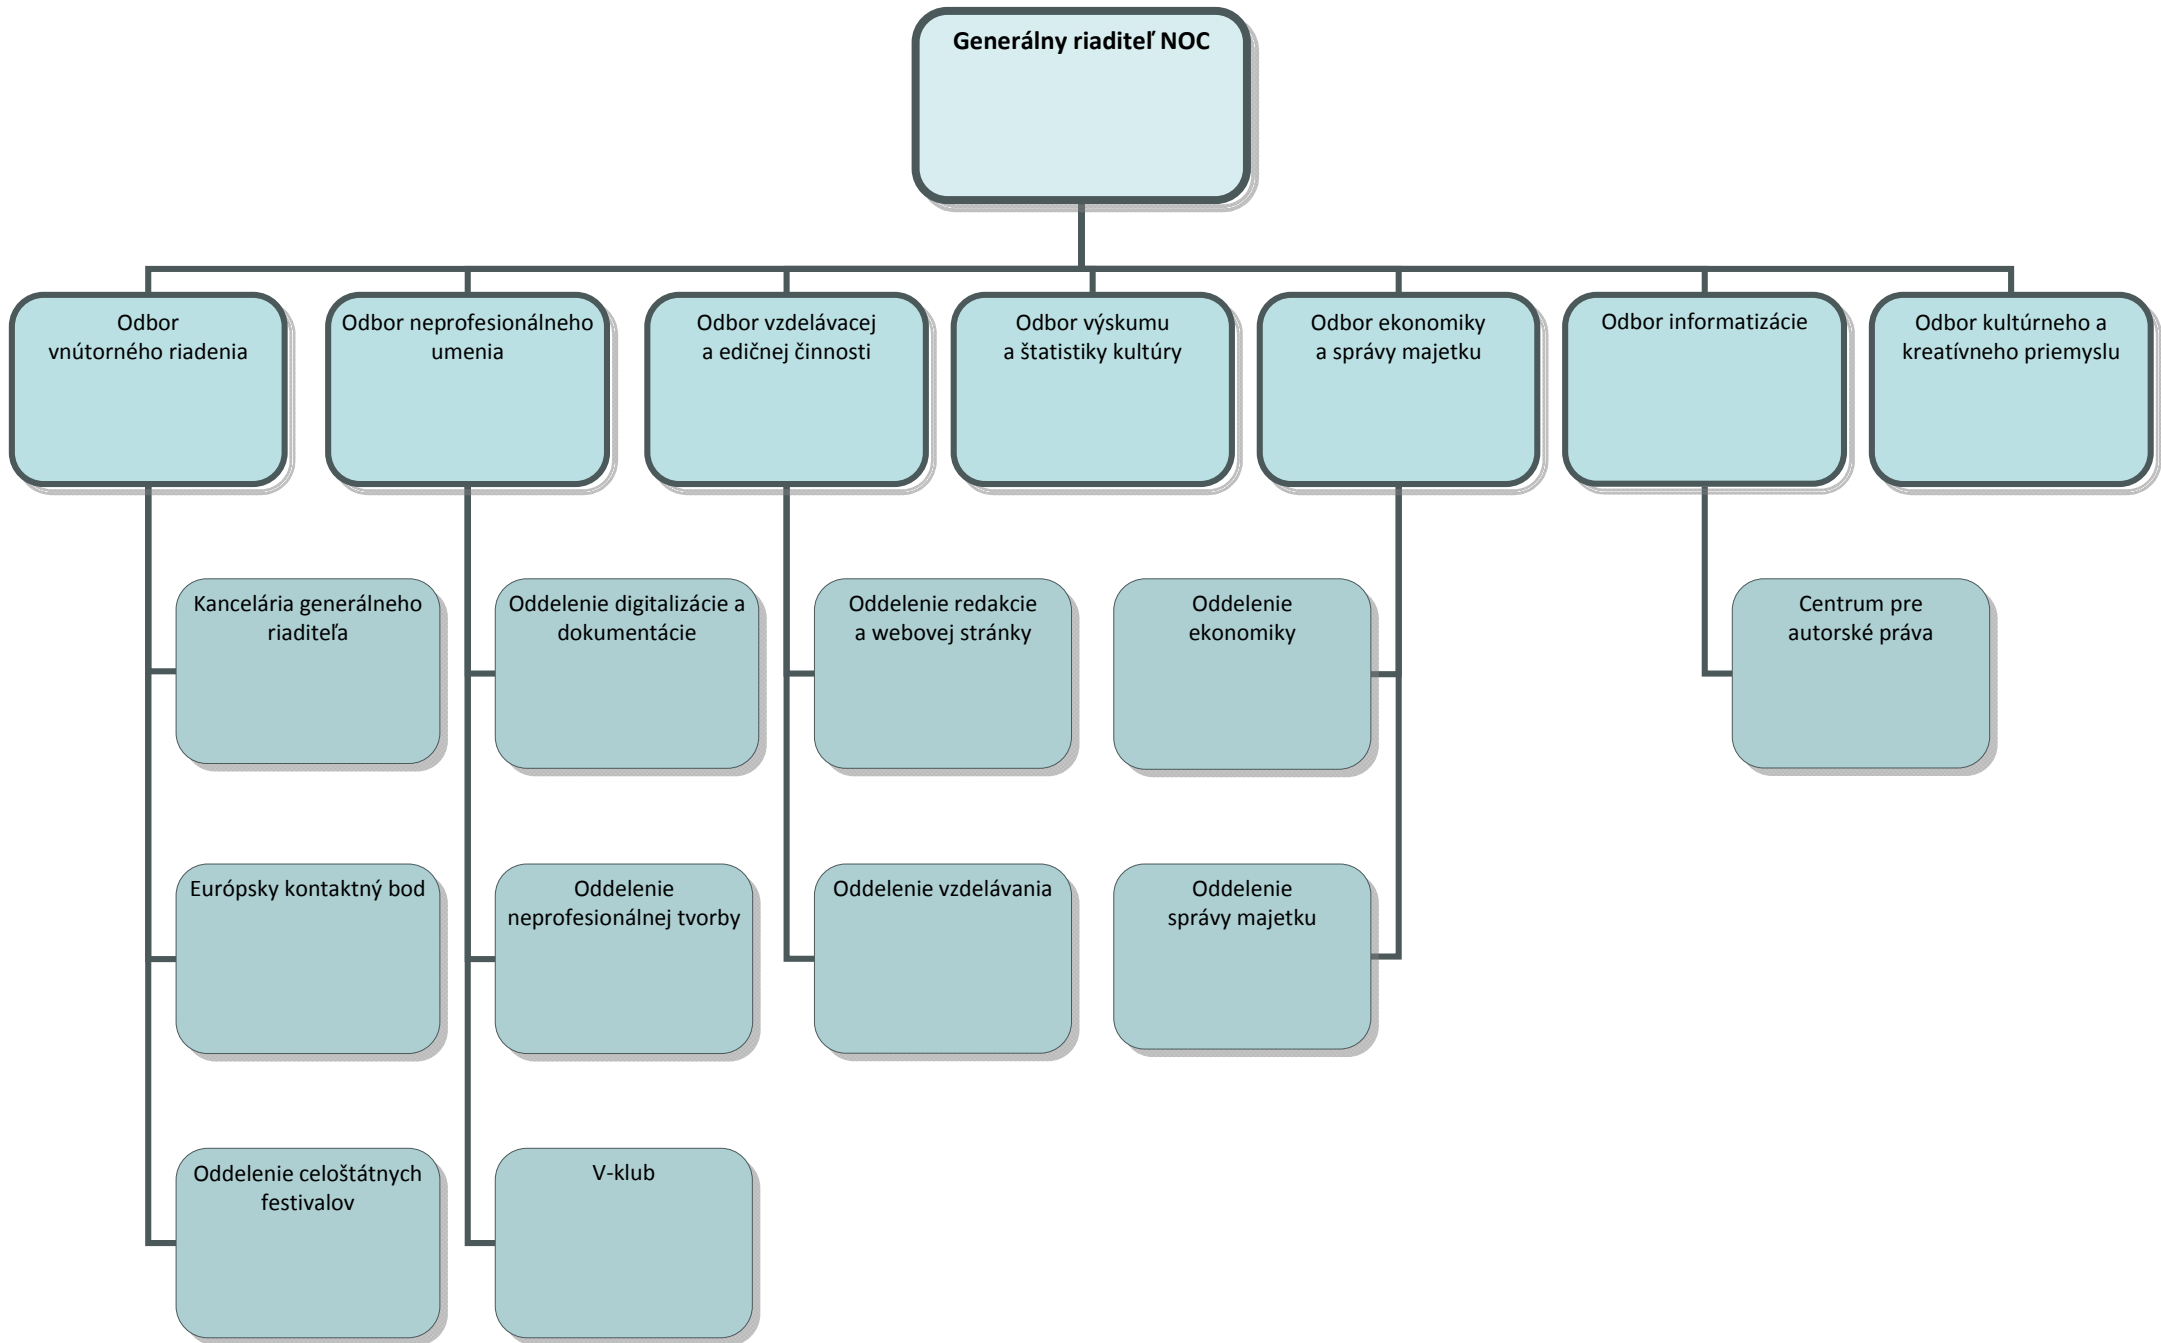 Generálny riaditeľ NOC
Odbor
vnútorného riadenia
Odbor neprofesionálneho
umenia
Odbor vzdelávacej
a edičnej činnosti
Odbor výskumu
a štatistiky kultúry
Odbor ekonomiky
a správy majetku
Odbor informatizácie
Odbor kultúrneho a
kreatívneho priemyslu
Kancelária generálneho
riaditeľa
Oddelenie digitalizácie a
dokumentácie
Oddelenie redakcie
a webovej stránky
Oddelenie
ekonomiky
Centrum pre
autorské práva
Európsky kontaktný bod
Oddelenie
neprofesionálnej tvorby
Oddelenie vzdelávania
Oddelenie
správy majetku
Oddelenie celoštátnych
festivalov
V-klub